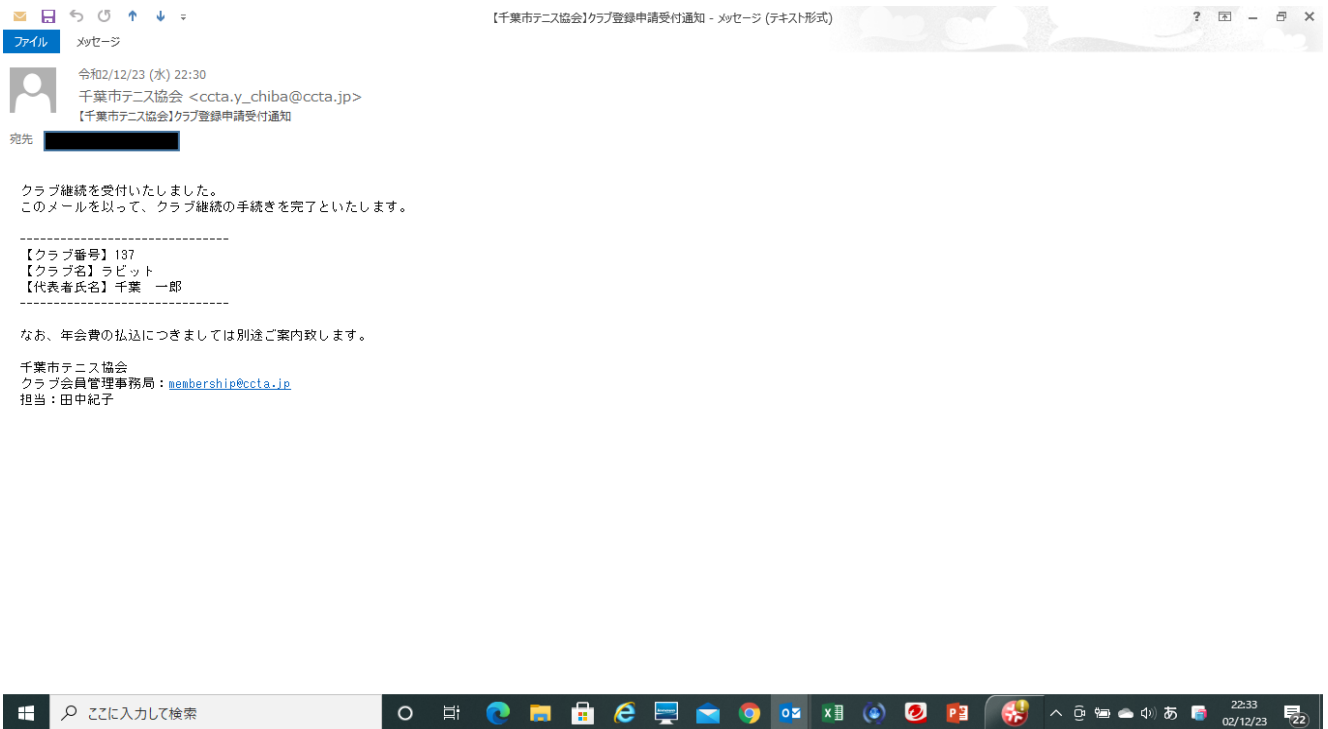 【千葉市テニス協会】クラブ登録申請受付通知 - メッセージ (テキスト形式)
ファイル メッセージ
令和2/12/23 (水) 22:30
千葉市テニス協会 <ccta.y_chiba@ccta.jp>
【千葉市テニス協会】クラブ登録申請受付通知
宛先
クラブ継続を受付いたしました。
このメールを以って、クラブ継続の手続きを完了といたします。
-------------------------------
【クラブ番号】137
【クラブ名】ラビット
【代表者氏名】千葉　一郎
-------------------------------
なお、年会費の払込につきましては別途ご案内致します。
千葉市テニス協会
クラブ会員管理事務局：membership@ccta.jp
担当：田中紀子
ここに入力して検索
あ
22:33
02/12/23
22